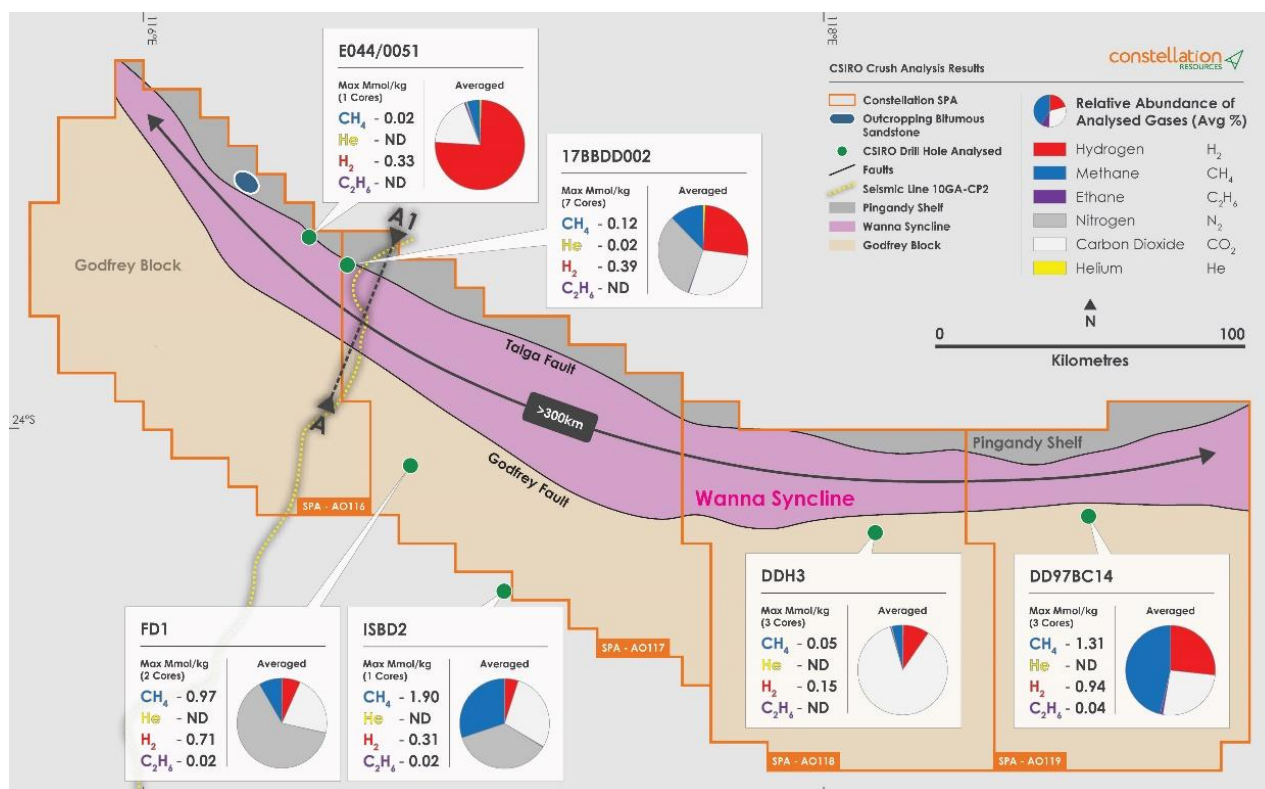 116°E
118°E
24°S
constellation
RESOURCES
CSIRO Crush Analysis Results
Constellation SPA
Outcropping Bitumous
Sandstone
CSIRO Drill Hole Analysed
Faults
Seismic Line 10GA-CP2
Pingandy Shelf
Wanna Syncline
Godfrey Block
Relative Abundance of
Analysed Gases (Avg %)
Hydrogen H₂
Methane CH₄
Ethane C₂H₆
Nitrogen N₂
Carbon Dioxide CO₂
Helium He
N
0 100
Kilometres
E044/0051
Max Mmol/kg
(1 Cores)
Averaged
CH₄ - 0.02
He - ND
H₂ - 0.33
C₂H₆ - ND
17BBDD002
Max Mmol/kg
(7 Cores)
Averaged
CH₄ - 0.12
He - 0.02
H₂ - 0.39
C₂H₆ - ND
Godfrey Block
A1
A
Talga Fault
>300km
Godfrey Fault
Wanna Syncline
Pingandy Shelf
SPA - AO116
SPA - AO117
SPA - AO118
SPA - AO119
FD1
Max Mmol/kg
(2 Cores)
Averaged
CH₄ - 0.97
He - ND
H₂ - 0.71
C₂H₆ - 0.02
ISBD2
Max Mmol/kg
(1 Cores)
Averaged
CH₄ - 1.90
He - ND
H₂ - 0.31
C₂H₆ - 0.02
DDH3
Max Mmol/kg
(3 Cores)
Averaged
CH₄ - 0.05
He - ND
H₂ - 0.15
C₂H₆ - ND
DD97BC14
Max Mmol/kg
(3 Cores)
Averaged
CH₄ - 1.31
He - ND
H₂ - 0.94
C₂H₆ - 0.04